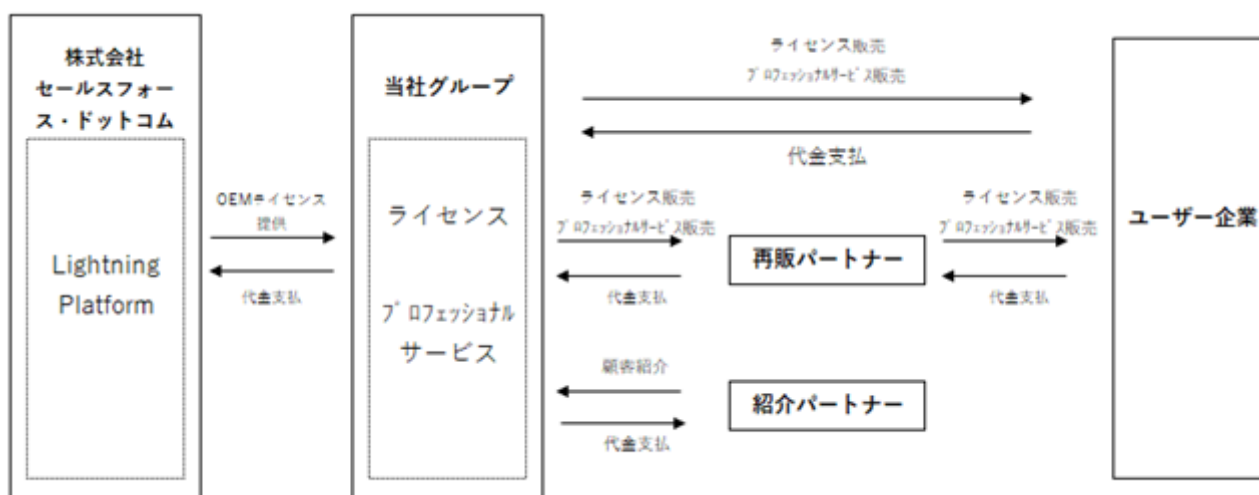 株式会社
セールスフォー
ス・ドットコム
Lightning
Platform
OEMライセンス
提供
代金支払
当社グループ
ライセンス
ﾌﾟﾛﾌｪｯｼｮﾅﾙ
サービス
ライセンス販売
ﾌﾟﾛﾌｪｯｼｮﾅﾙｻｰﾋﾞｽ販売
代金支払
ライセンス販売
ﾌﾟﾛﾌｪｯｼｮﾅﾙｻｰﾋﾞｽ販売
代金支払
再販パートナー
ライセンス販売
ﾌﾟﾛﾌｪｯｼｮﾅﾙｻｰﾋﾞｽ販売
代金支払
顧客紹介
代金支払
紹介パートナー
ユーザー企業